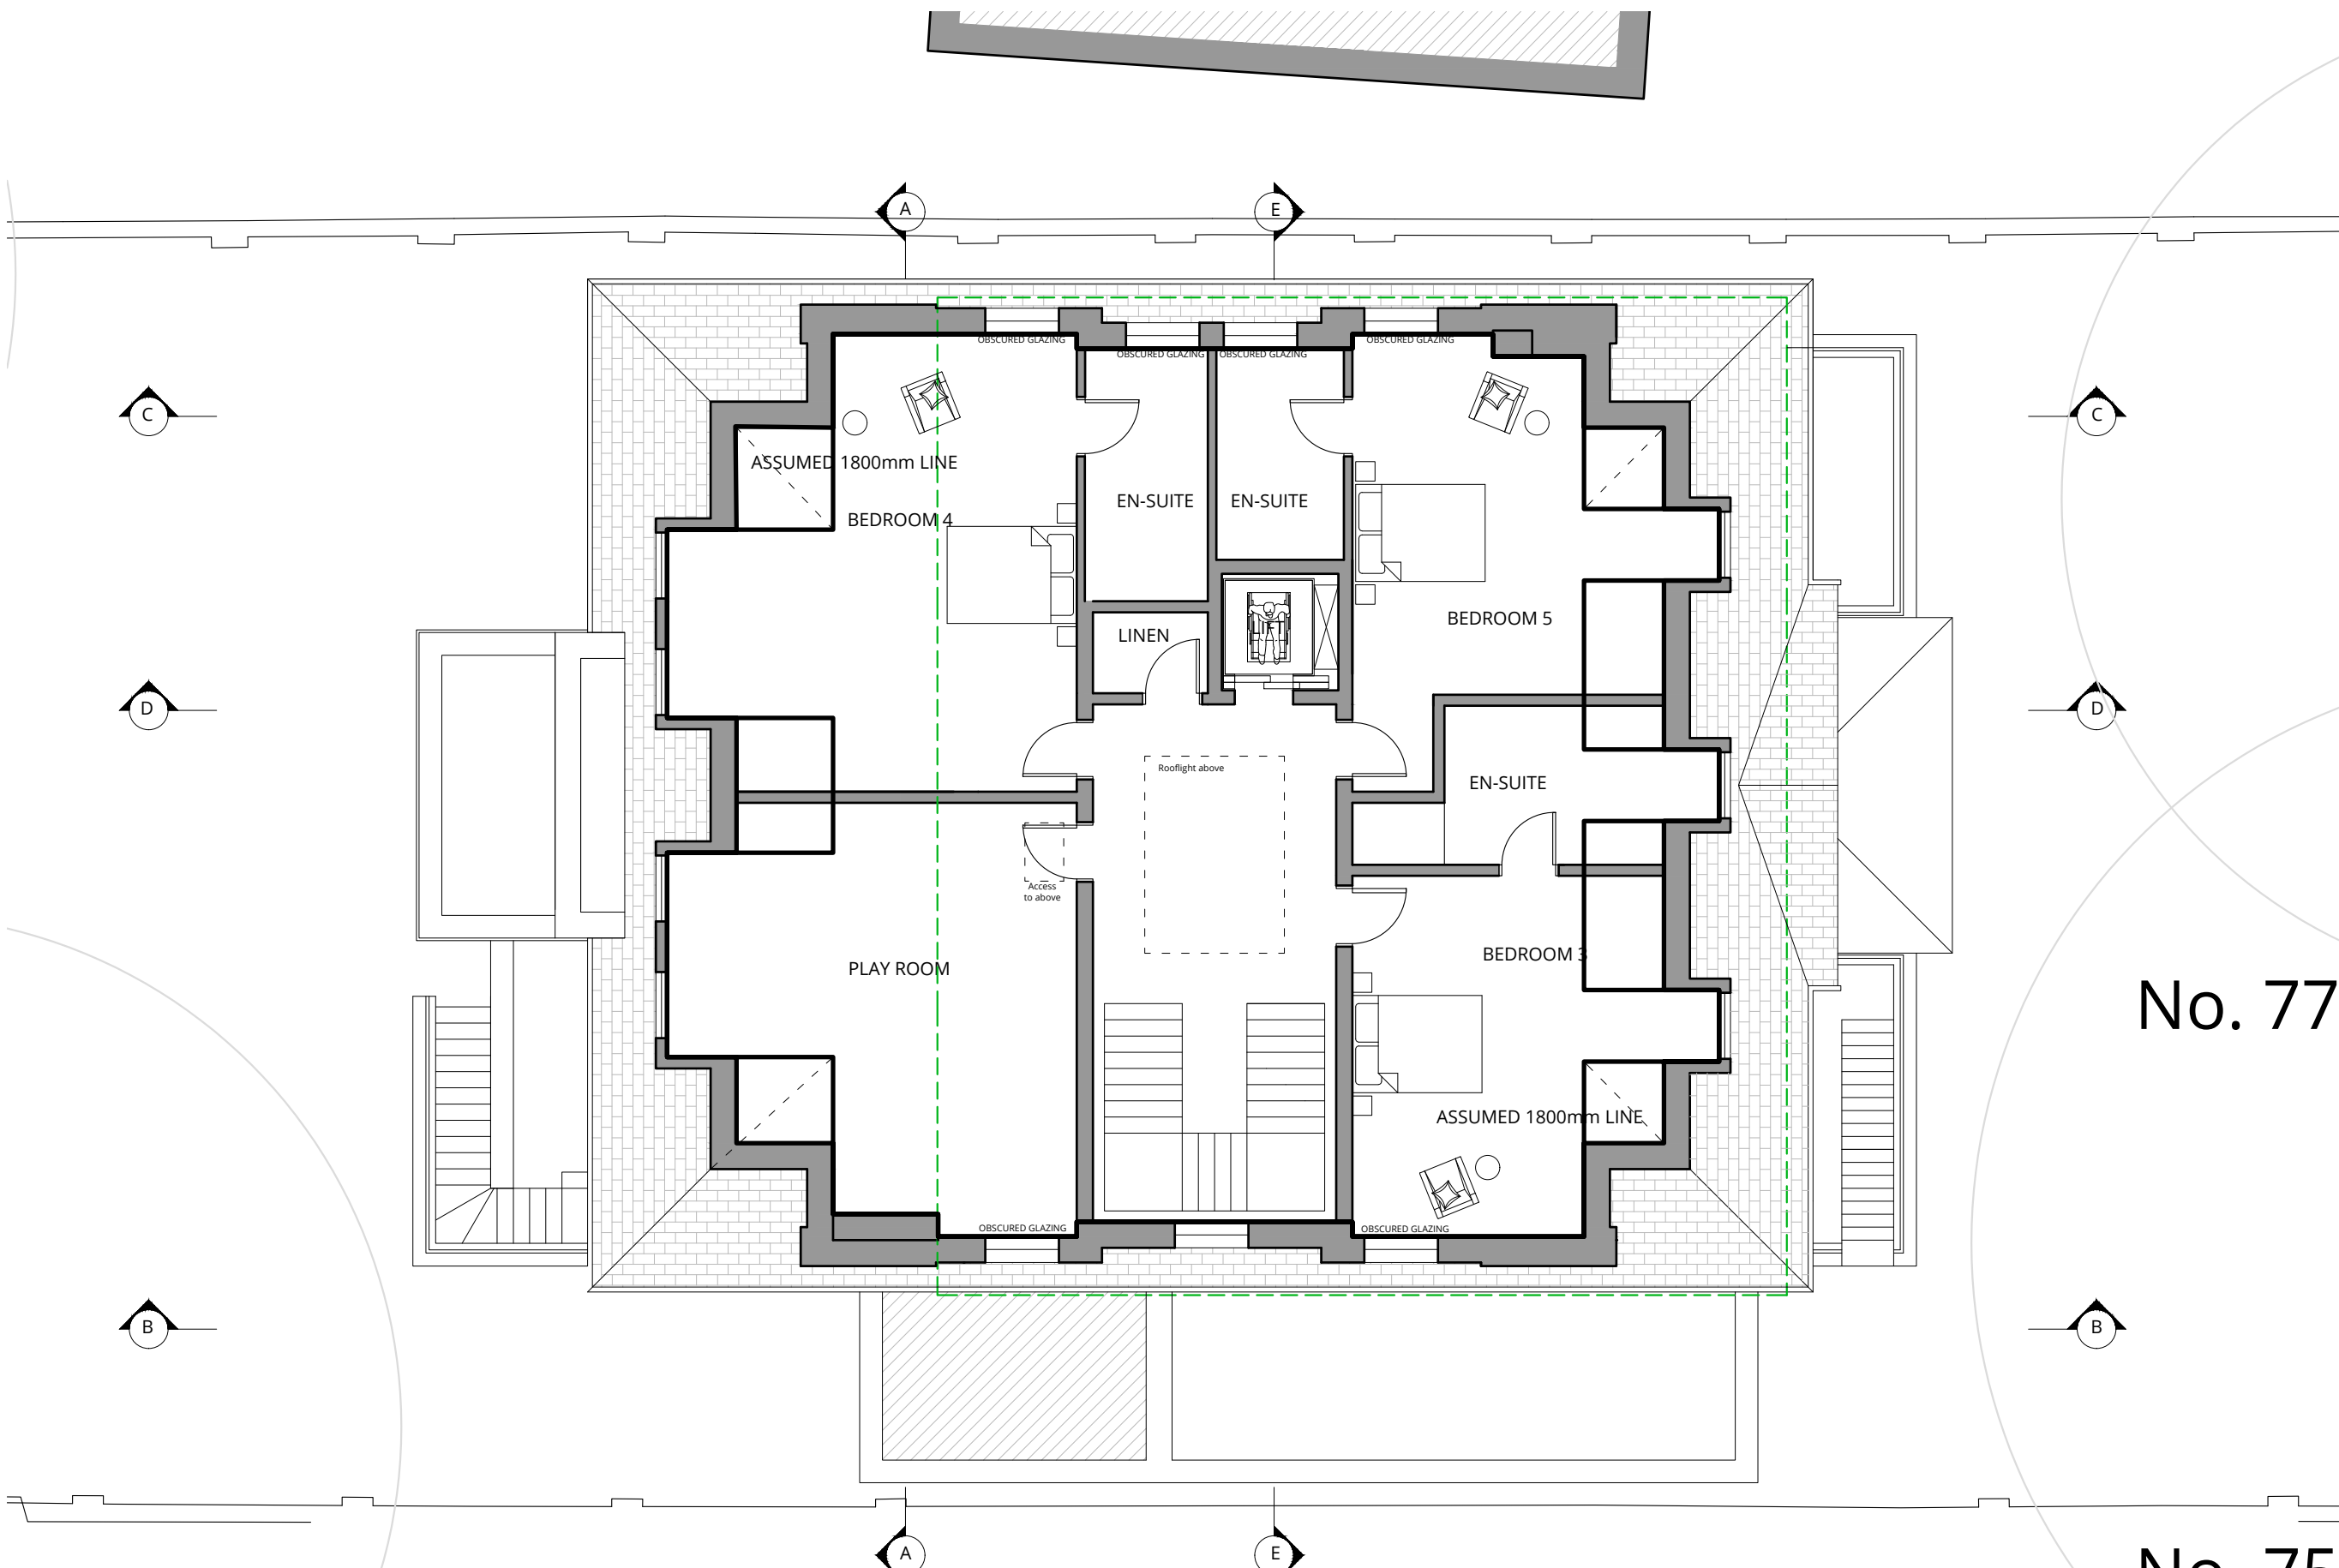 A
E
OBSCURED GLAZING
OBSCURED GLAZING
OBSCURED GLAZING
OBSCURED GLAZING
C
C
ASSUMED 1800mm LINE
EN-SUITE
EN-SUITE
BEDROOM 4
BEDROOM 5
LINEN
D
D
Rooflight above
EN-SUITE
Access
to above
BEDROOM 3
PLAY ROOM
No. 77
ASSUMED 1800mm LINE
OBSCURED GLAZING
OBSCURED GLAZING
B
B
A
E
No. 75